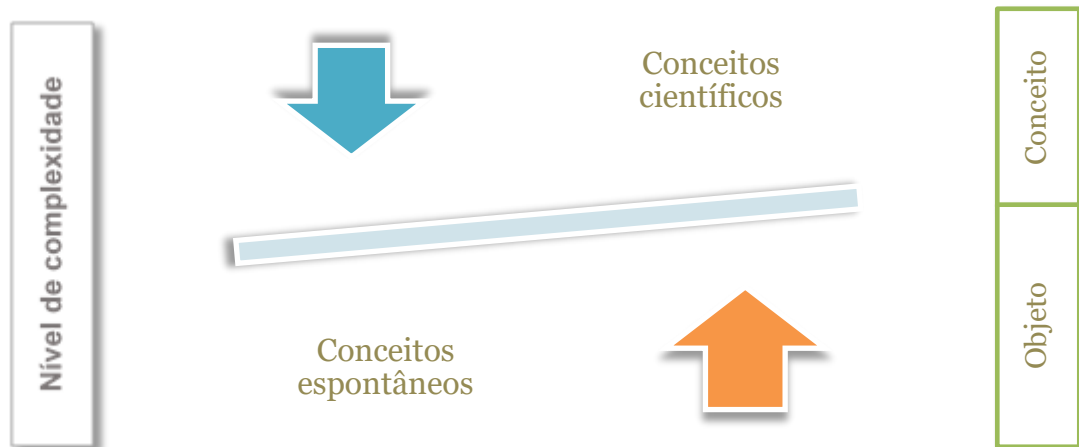 Nível de complexidade
Conceitos
científicos
Conceitos
espontâneos
Conceito
Objeto